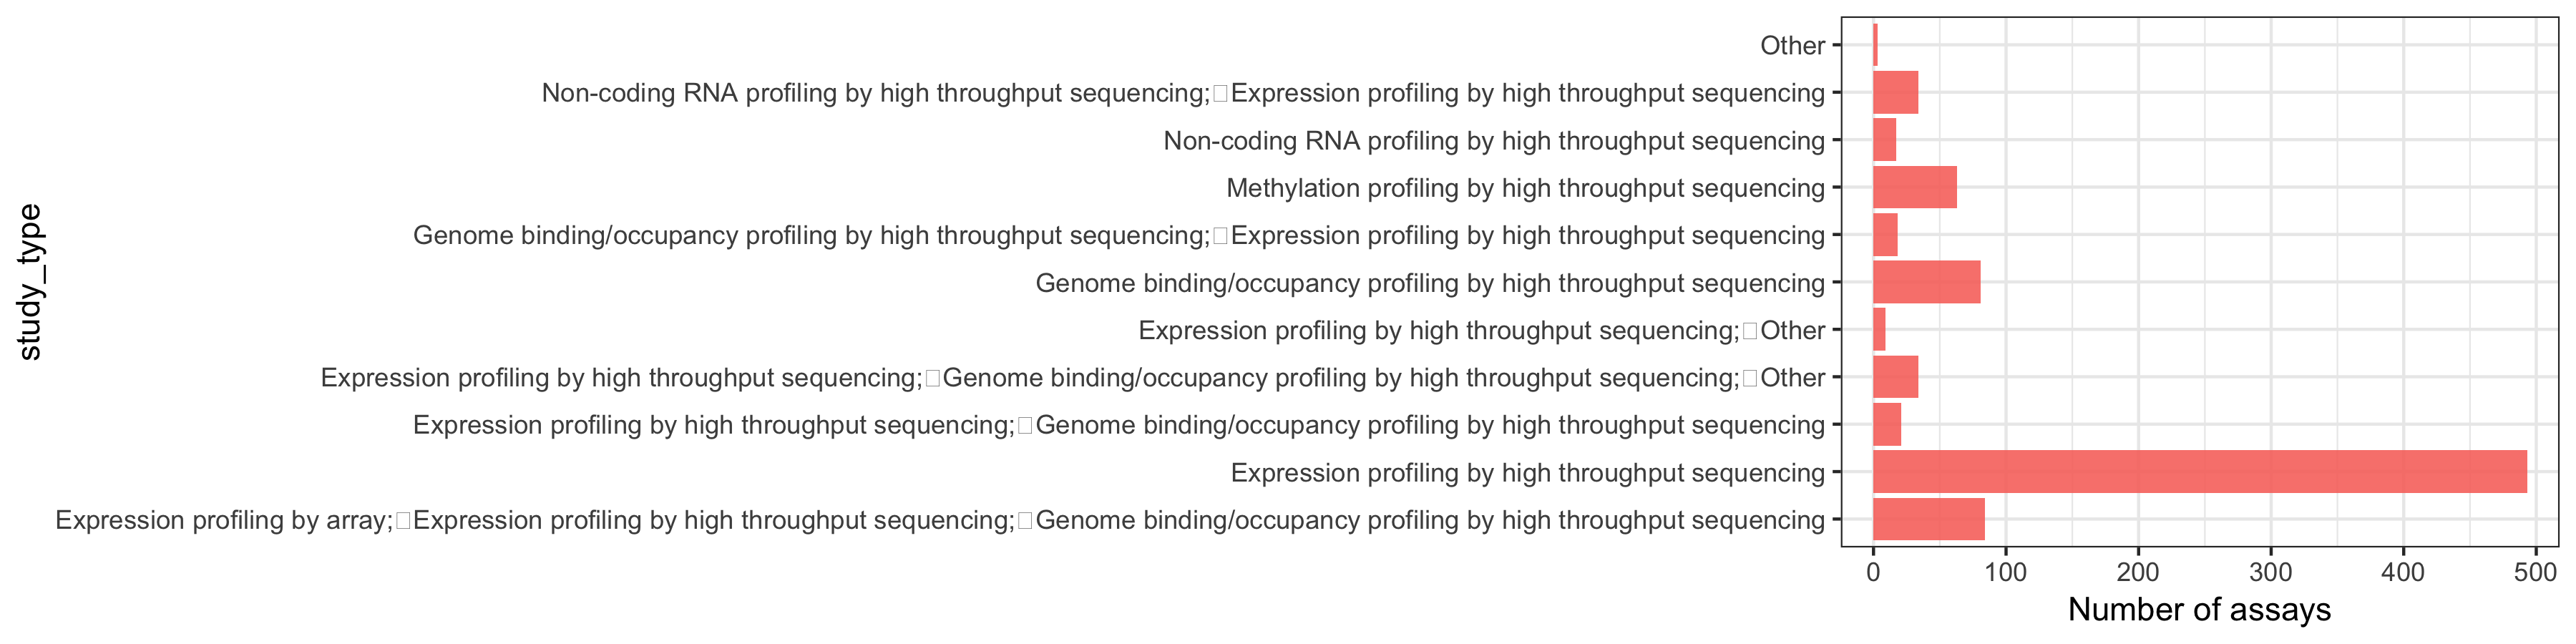 Other
Non-coding RNA profiling by high throughput sequencing;□Expression profiling by high throughput sequencing
Non-coding RNA profiling by high throughput sequencing
Methylation profiling by high throughput sequencing
Genome binding/occupancy profiling by high throughput sequencing;□Expression profiling by high throughput sequencing
Genome binding/occupancy profiling by high throughput sequencing
Expression profiling by high throughput sequencing;□Other
Expression profiling by high throughput sequencing;□Genome binding/occupancy profiling by high throughput sequencing;□Other
Expression profiling by high throughput sequencing;□Genome binding/occupancy profiling by high throughput sequencing
Expression profiling by high throughput sequencing
Expression profiling by array;□Expression profiling by high throughput sequencing;□Genome binding/occupancy profiling by high throughput sequencing
study_type
0 100 200 300 400 500
Number of assays